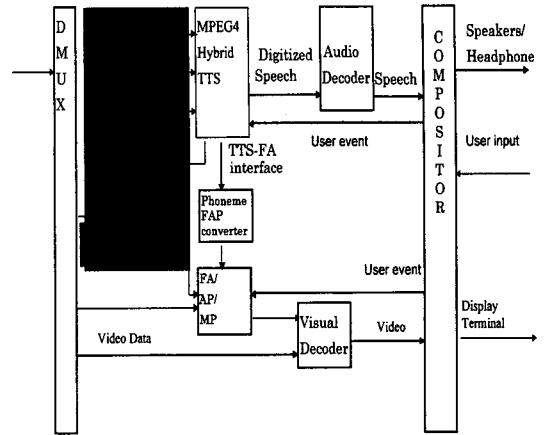 D
M
U
X
MPEG4
Hybrid
TTS
Digitized
Speech
Audio
Decoder
Speech
C
O
M
P
O
S
I
T
O
R
Speakers/
Headphone
User event
User input
TTS-FA
interface
Phoneme
FAP
converter
User event
FA/
AP/
MP
Display
Terminal
Video Data
Visual
Decoder
Video